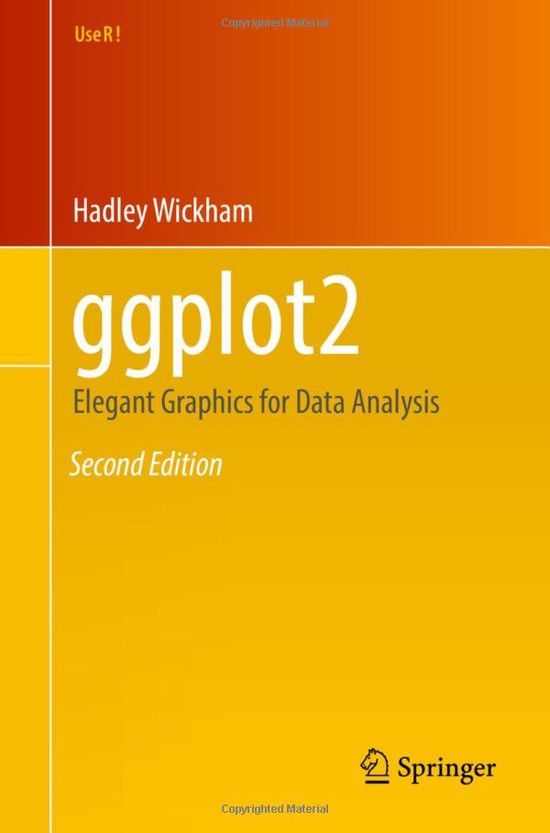 Copyrighted Material
Use R!
Hadley Wickham
ggplot2
Elegant Graphics for Data Analysis
Second Edition
Springer
Copyrighted Material